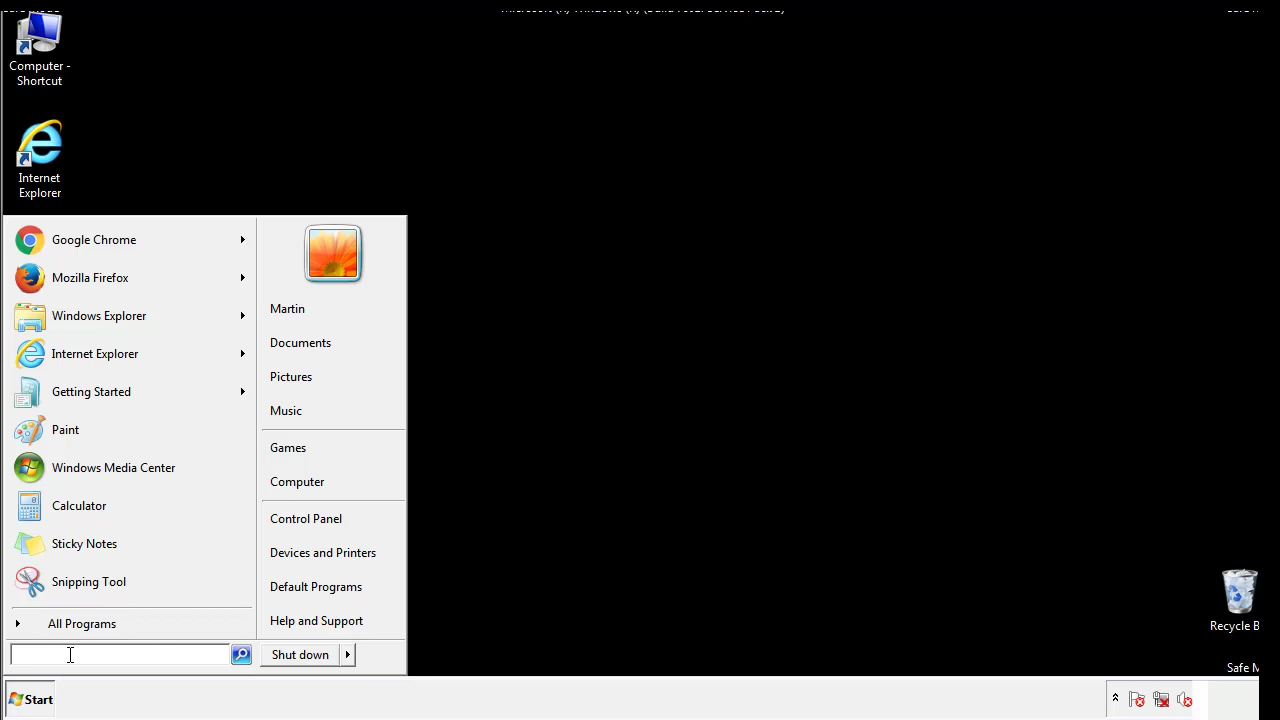 Computer -
Shortcut
Internet
Explorer
Google Chrome
Mozilla Firefox
Windows Explorer
Internet Explorer
Getting Started
Paint
Windows Media Center
Calculator
Sticky Notes
Snipping Tool
All Programs
Martin
Documents
Pictures
Music
Games
Computer
Control Panel
Devices and Printers
Default Programs
Help and Support
Shut down
Recycle B
Safe M
Start